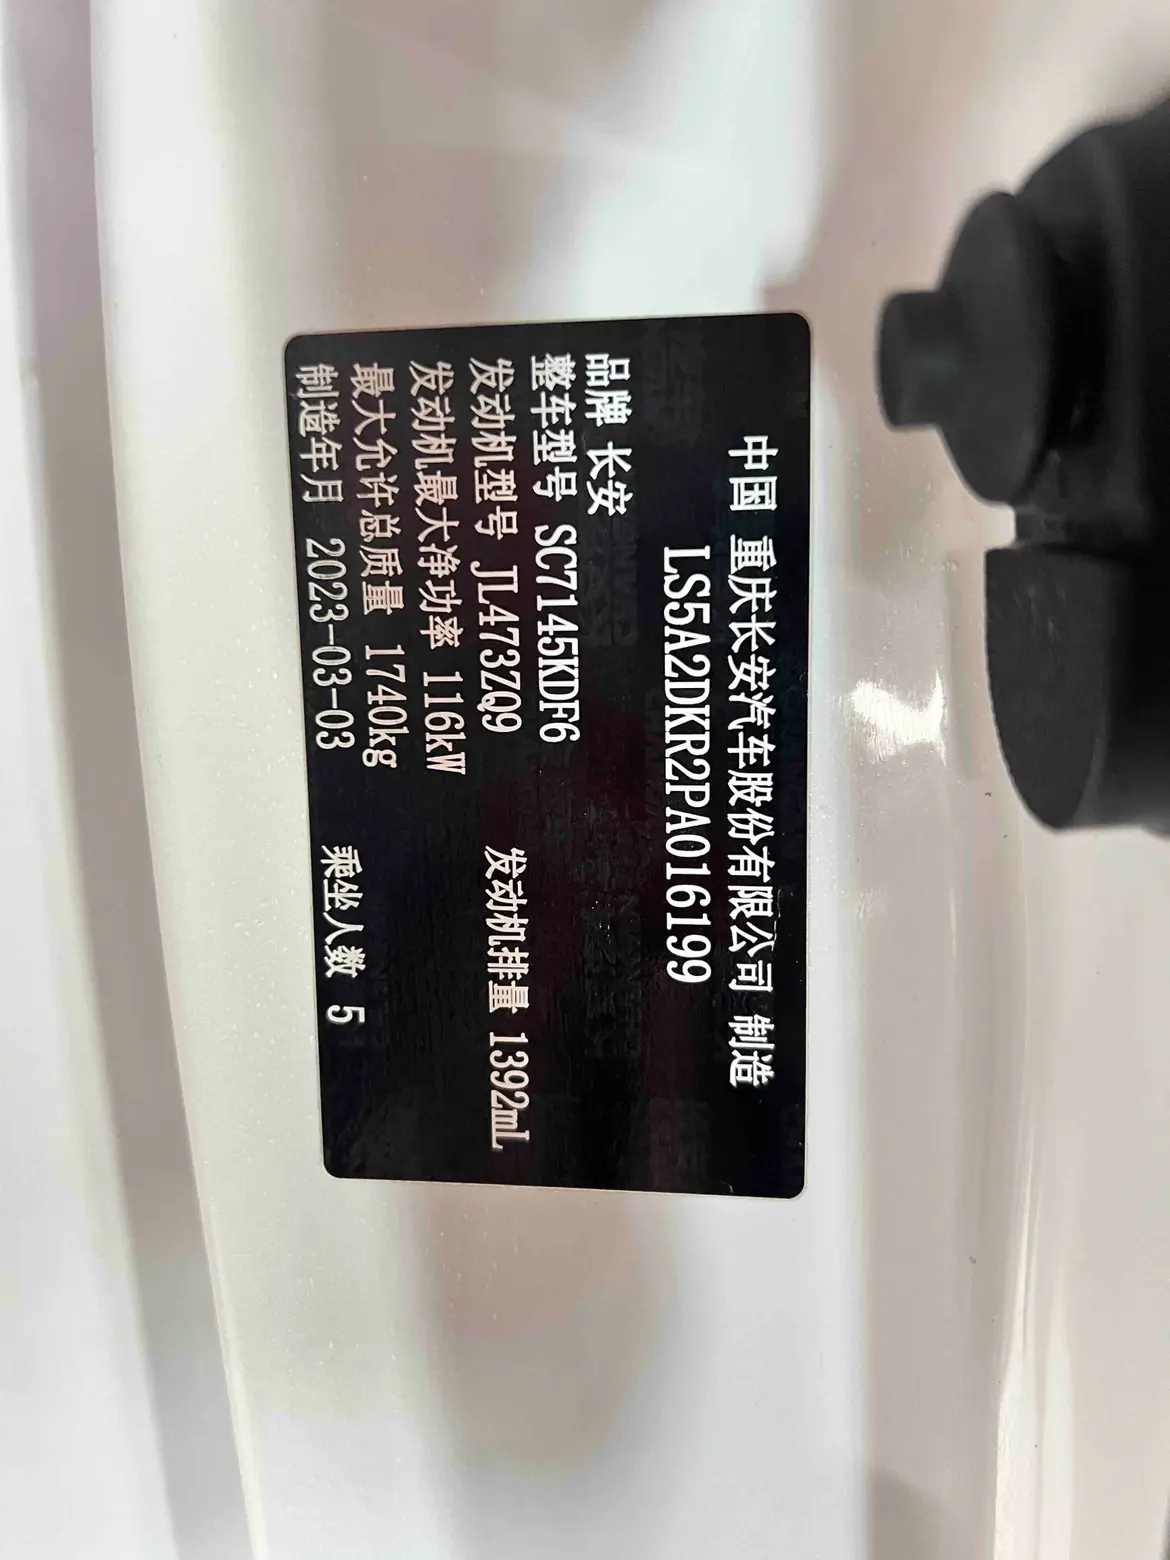 中国 重庆长安汽车股份有限公司 制造
LS5A2DKR2PA016199
品牌 长安
整车型号 SC7145KDF6
发动机型号 JL473ZQ9 发动机排量 1392mL
发动机最大净功率 116kW
最大允许总质量 1740kg
制造年月 2023-03-03 乘坐人数 5